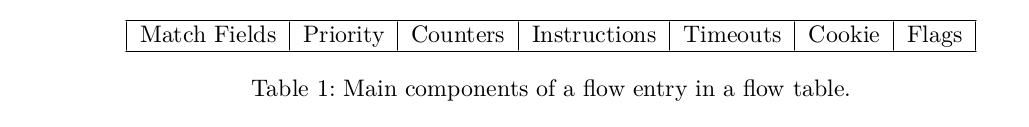 Match Fields Priority Counters Instructions Timeouts Cookie Flags
Table 1: Main components of a flow entry in a flow table.